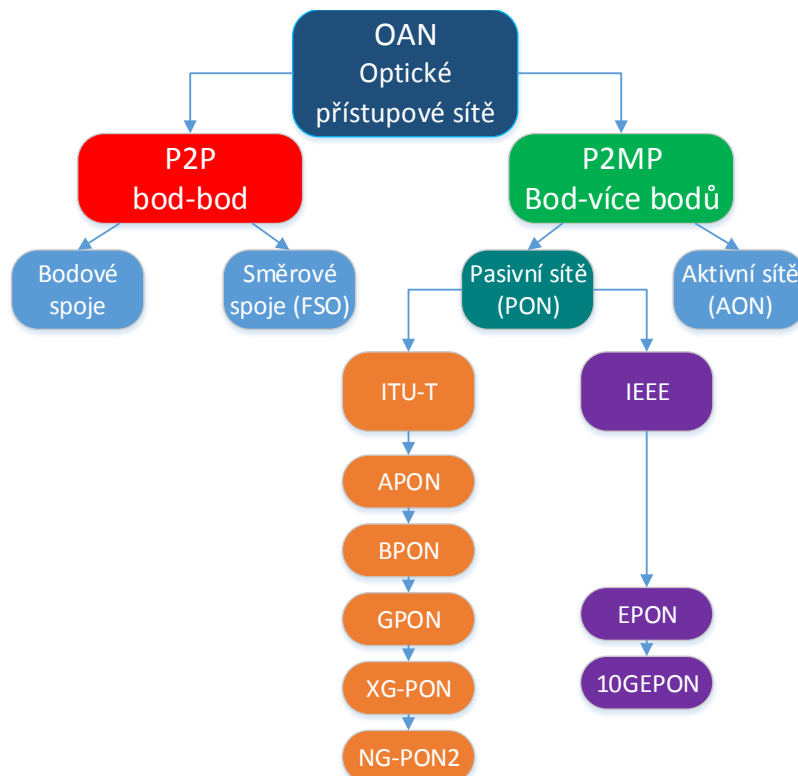 OAN
Optické
přístupové sítě
P2P
bod-bod
P2MP
Bod-více bodů
Bodové
spoje
Směrové
spoje (FSO)
Pasivní sítě
(PON)
Aktivní sítě
(AON)
ITU-T
IEEE
APON
BPON
GPON
EPON
XG-PON
10GEPON
NG-PON2